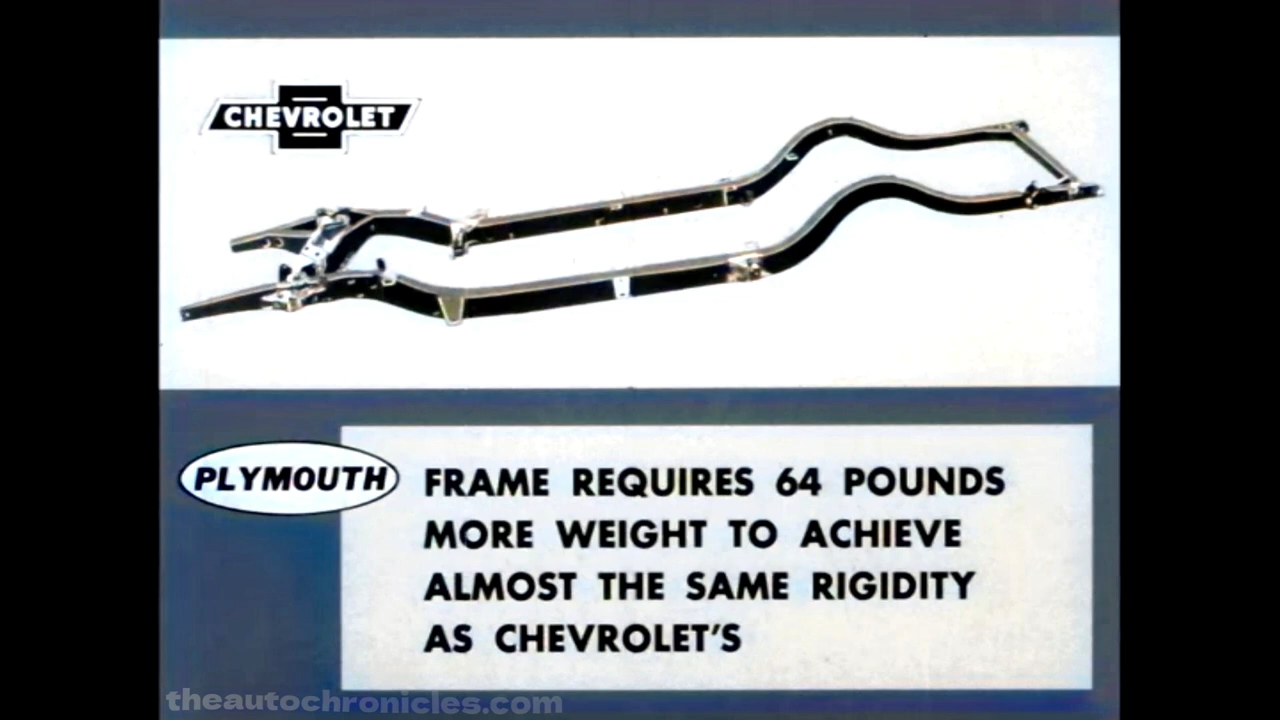 CHEVROLET
PLYMOUTH
FRAME REQUIRES 64 POUNDS
MORE WEIGHT TO ACHIEVE
ALMOST THE SAME RIGIDITY
AS CHEVROLET'S
theautochronicles.com